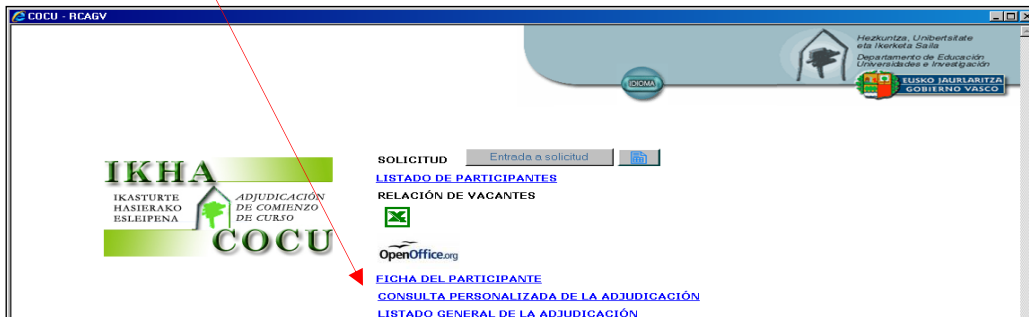 COCU - RCAGV
Hezkuntza, Unibertsitate
eta Ikerketa Saila
Departamento de Educación
Universidades e Investigación
EUSKO JAURLARITZA
GOBIERNO VASCO
IDIOMA
SOLICITUD Entrada a solicitud
LISTADO DE PARTICIPANTES
RELACIÓN DE VACANTES
IKHA
IKASTURTE
HASIERAKO
ESLEIPENA
ADJUDICACIÓN
DE COMIENZO
DE CURSO
COCU
OpenOffice.org
FICHA DEL PARTICIPANTE
CONSULTA PERSONALIZADA DE LA ADJUDICACIÓN
LISTADO GENERAL DE LA ADJUDICACIÓN